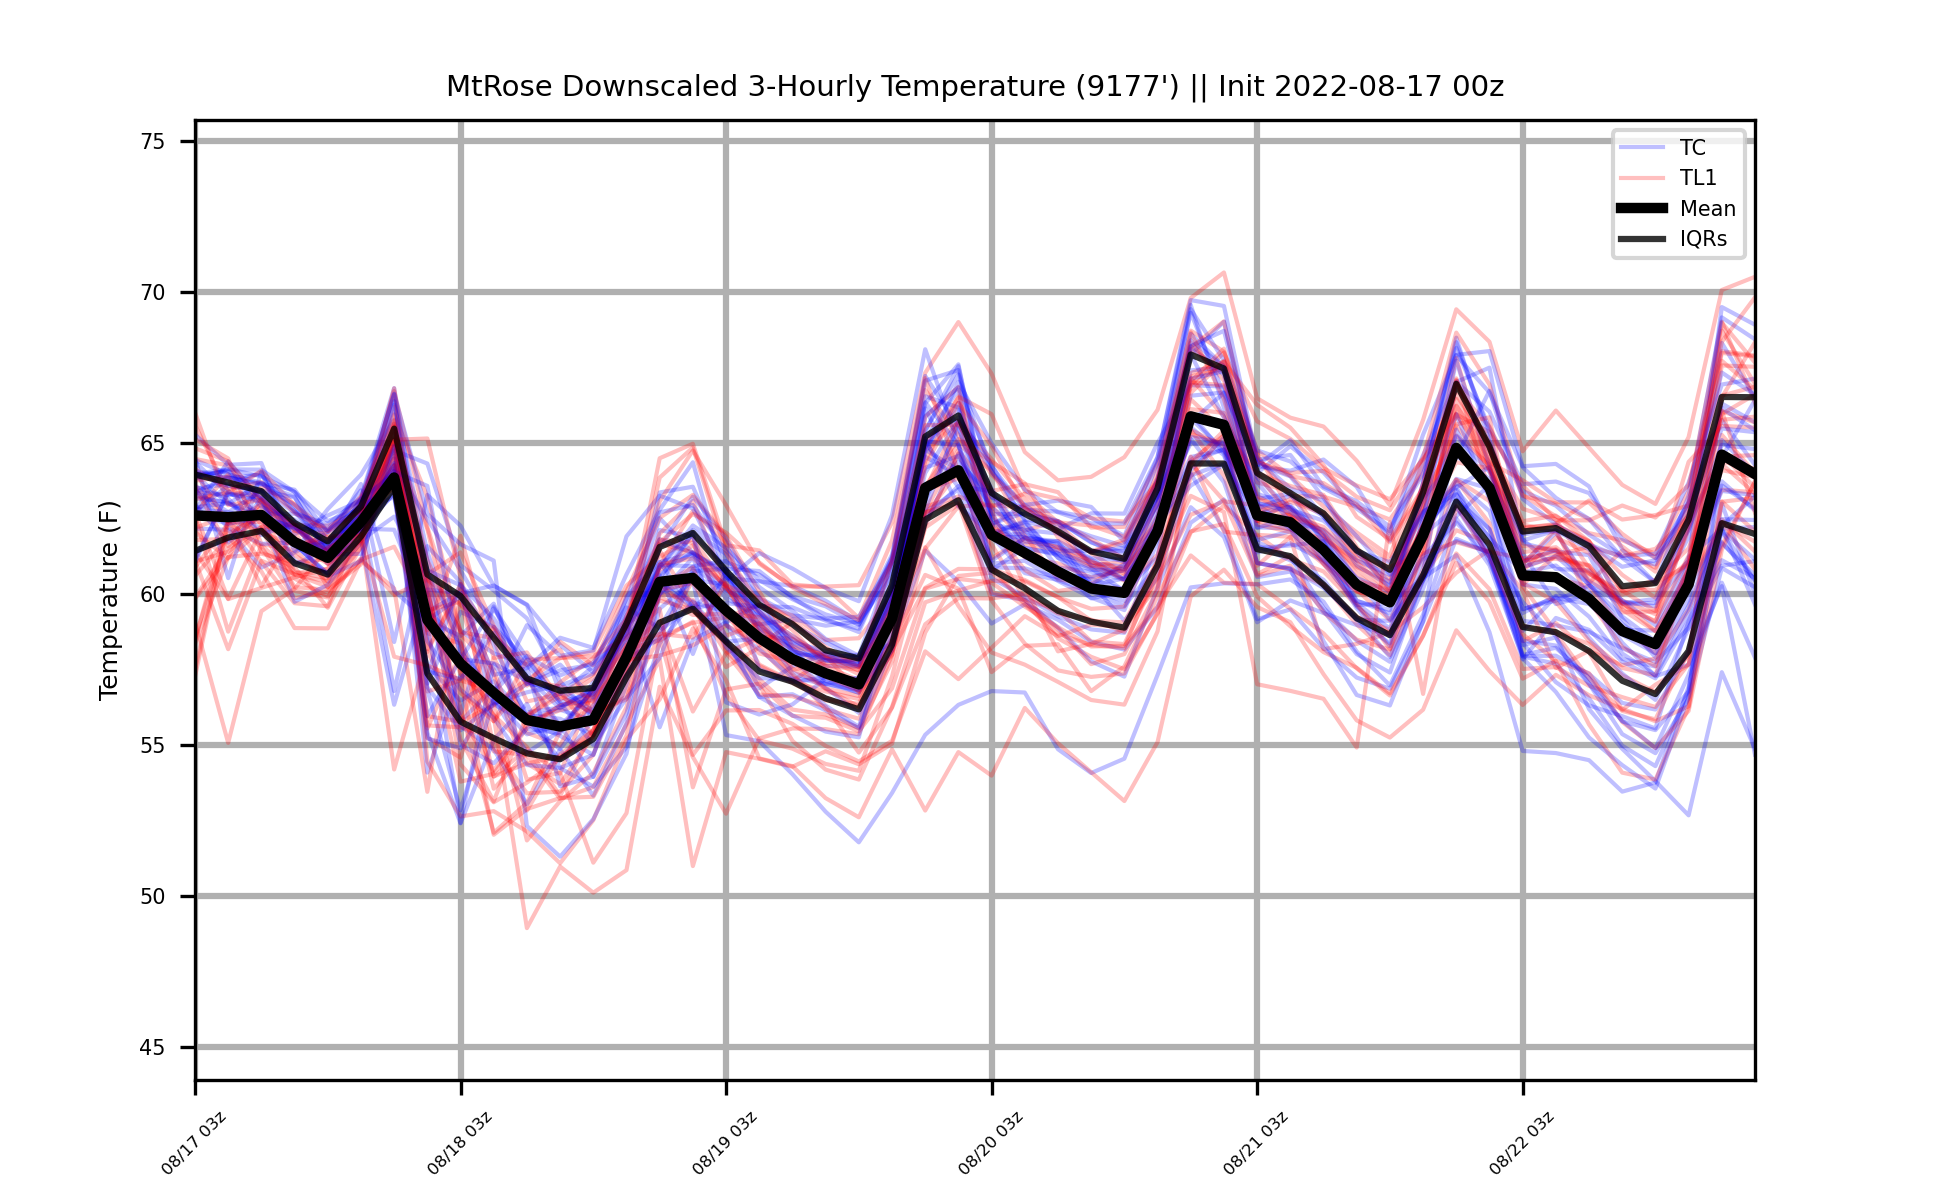 MtRose Downscaled 3-Hourly Temperature (9177') || Init 2022-08-17 00z
TC
TL1
Mean
IQRs
Temperature (F)
75
70
65
60
55
50
45
08/17 03z
08/18 03z
08/19 03z
08/20 03z
08/21 03z
08/22 03z